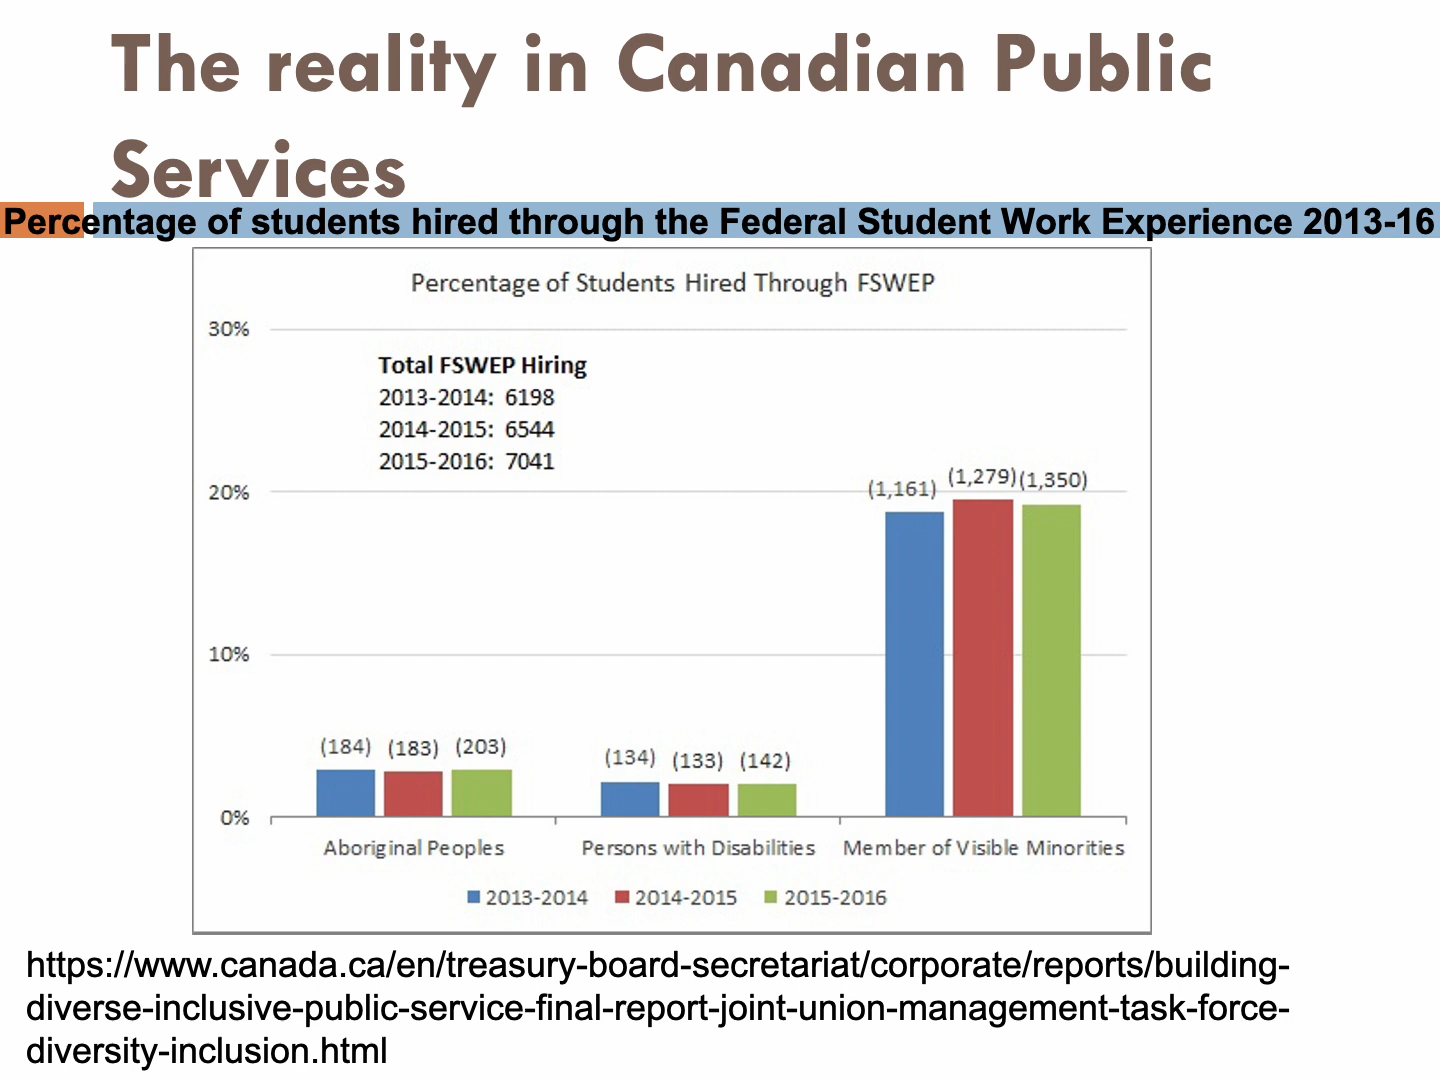 The reality in Canadian Public
Services
Percentage of students hired through the Federal Student Work Experience 2013-16
Percentage of Students Hired Through FSWEP
30%
Total FSWEP Hiring
2013-2014: 6198
2014-2015: 6544
2015-2016: 7041
20%
(1,161) (1,279) (1,350)
10%
(184) (183) (203) (134) (133) (142)
0%
Aboriginal Peoples Persons with Disabilities Member of Visible Minorities
2013-2014 2014-2015 2015-2016
https://www.canada.ca/en/treasury-board-secretariat/corporate/reports/building-
diverse-inclusive-public-service-final-report-joint-union-management-task-force-
diversity-inclusion.html